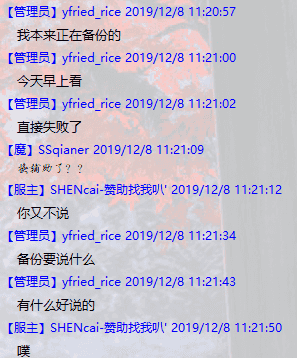 【管理员】yfried_rice 2019/12/8 11:20:57
我本来正在备份的
【管理员】yfried_rice 2019/12/8 11:21:00
今天早上看
【管理员】yfried_rice 2019/12/8 11:21:02
直接失败了
【魔】SSqianer 2019/12/8 11:21:09
装辅助了？？
【服主】SHENcai-赞助找我叭' 2019/12/8 11:21:12
你又不说
【管理员】yfried_rice 2019/12/8 11:21:34
备份要说什么
【管理员】yfried_rice 2019/12/8 11:21:43
有什么好说的
【服主】SHENcai-赞助找我叭' 2019/12/8 11:21:50
噗